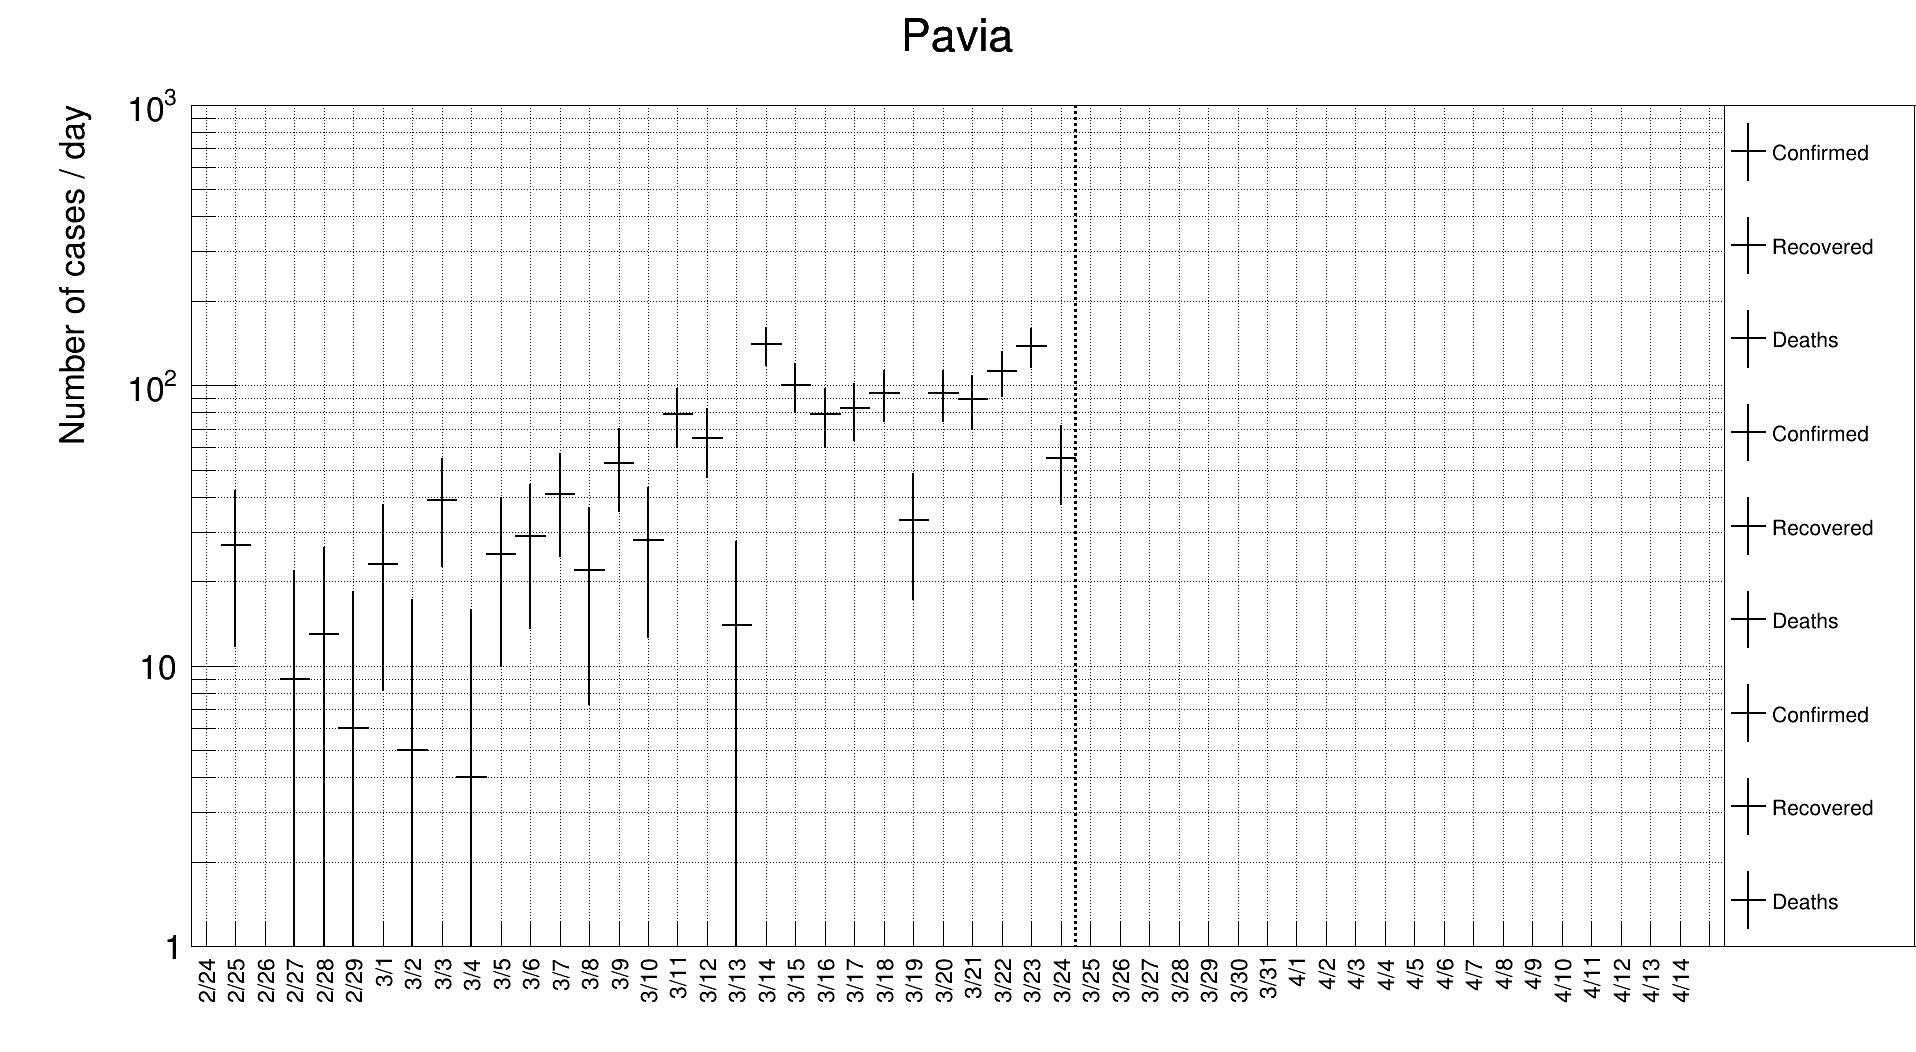 Pavia
Number of cases / day
10³
10²
10
1
2/24 2/25 2/26 2/27 2/28 2/29 3/1 3/2 3/3 3/4 3/5 3/6 3/7 3/8 3/9 3/10 3/11 3/12 3/13 3/14 3/15 3/16 3/17 3/18 3/19 3/20 3/21 3/22 3/23 3/24 3/25 3/26 3/27 3/28 3/29 3/30 3/31 4/1 4/2 4/3 4/4 4/5 4/6 4/7 4/8 4/9 4/10 4/11 4/12 4/13 4/14
Confirmed
Recovered
Deaths
Confirmed
Recovered
Deaths
Confirmed
Recovered
Deaths